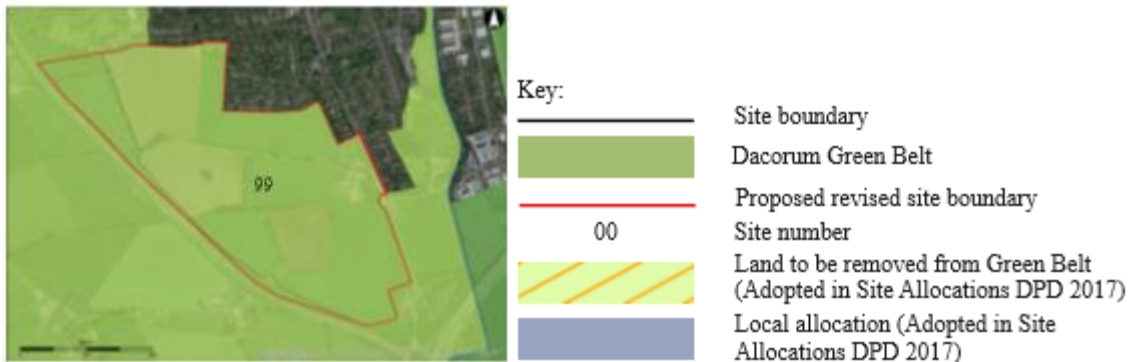 99
Key:
Site boundary
Dacorum Green Belt
Proposed revised site boundary
00
Site number
Land to be removed from Green Belt
(Adopted in Site Allocations DPD 2017)
Local allocation (Adopted in Site
Allocations DPD 2017)